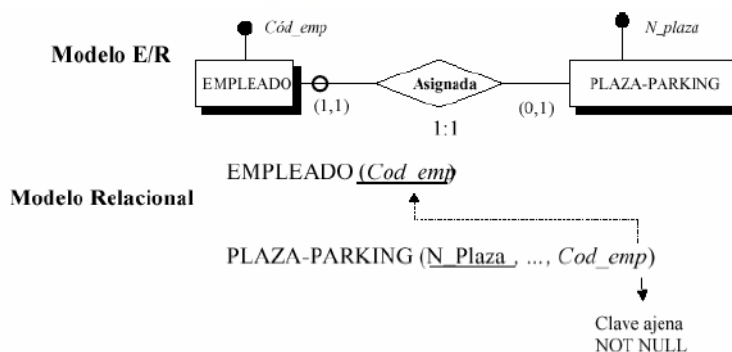 Cód_emp
N_plaza
Modelo E/R
EMPLEADO
Asignada
PLAZA-PARKING
(1,1)
(0,1)
1:1
EMPLEADO (Cod_emp)
Modelo Relacional
PLAZA-PARKING (N_Plaza , ..., Cod_emp)
Clave ajena
NOT NULL